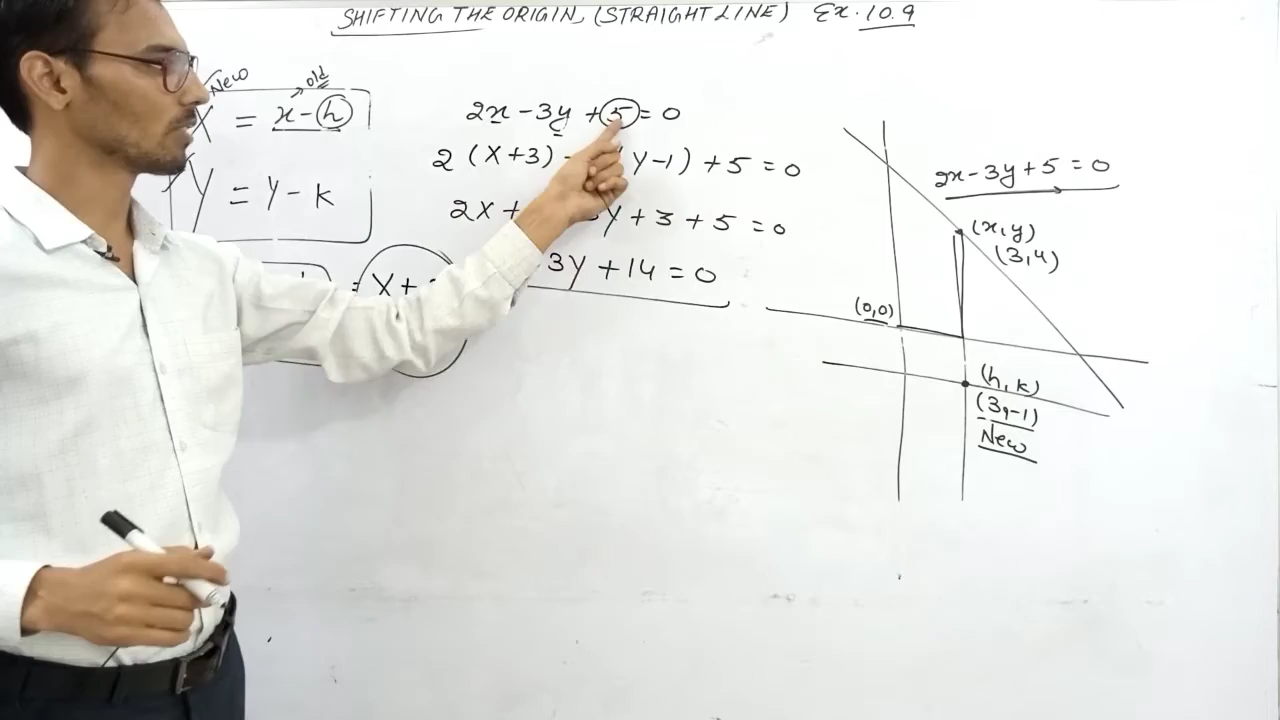 SHIFTING THE ORIGIN, (STRAIGHT LINE) Ex. 10.9
New old
X = x - h
Y = y - k
= X +
2x - 3y + 5 = 0
2 (X+3) - (y-1) + 5 = 0
2X + y + 3 + 5 = 0
3y + 14 = 0
2x - 3y + 5 = 0
(x, y)
(3, 4)
(0,0)
(h, k)
(3, -1)
New